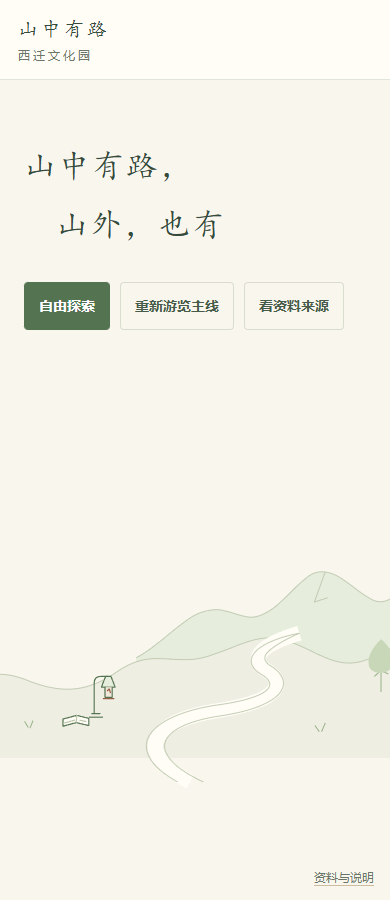 山中有路
西迁文化园
山中有路，
山外，也有
自由探索 重新游览主线 看资料来源
资料与说明